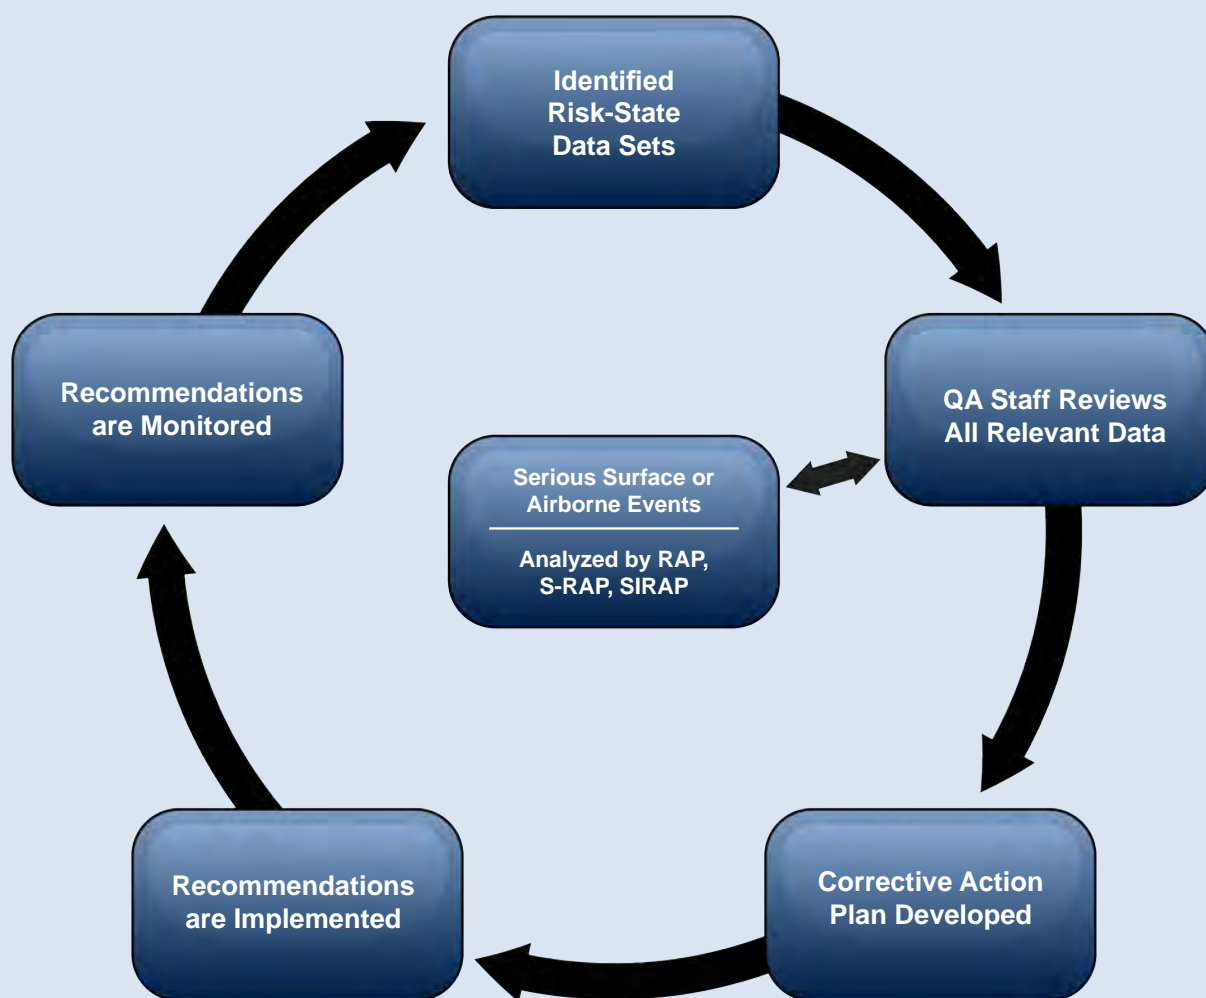 Identified
Risk-State
Data Sets
Recommendations
are Monitored
QA Staff Reviews
All Relevant Data
Serious Surface or
Airborne Events
Analyzed by RAP,
S-RAP, SIRAP
Recommendations
are Implemented
Corrective Action
Plan Developed